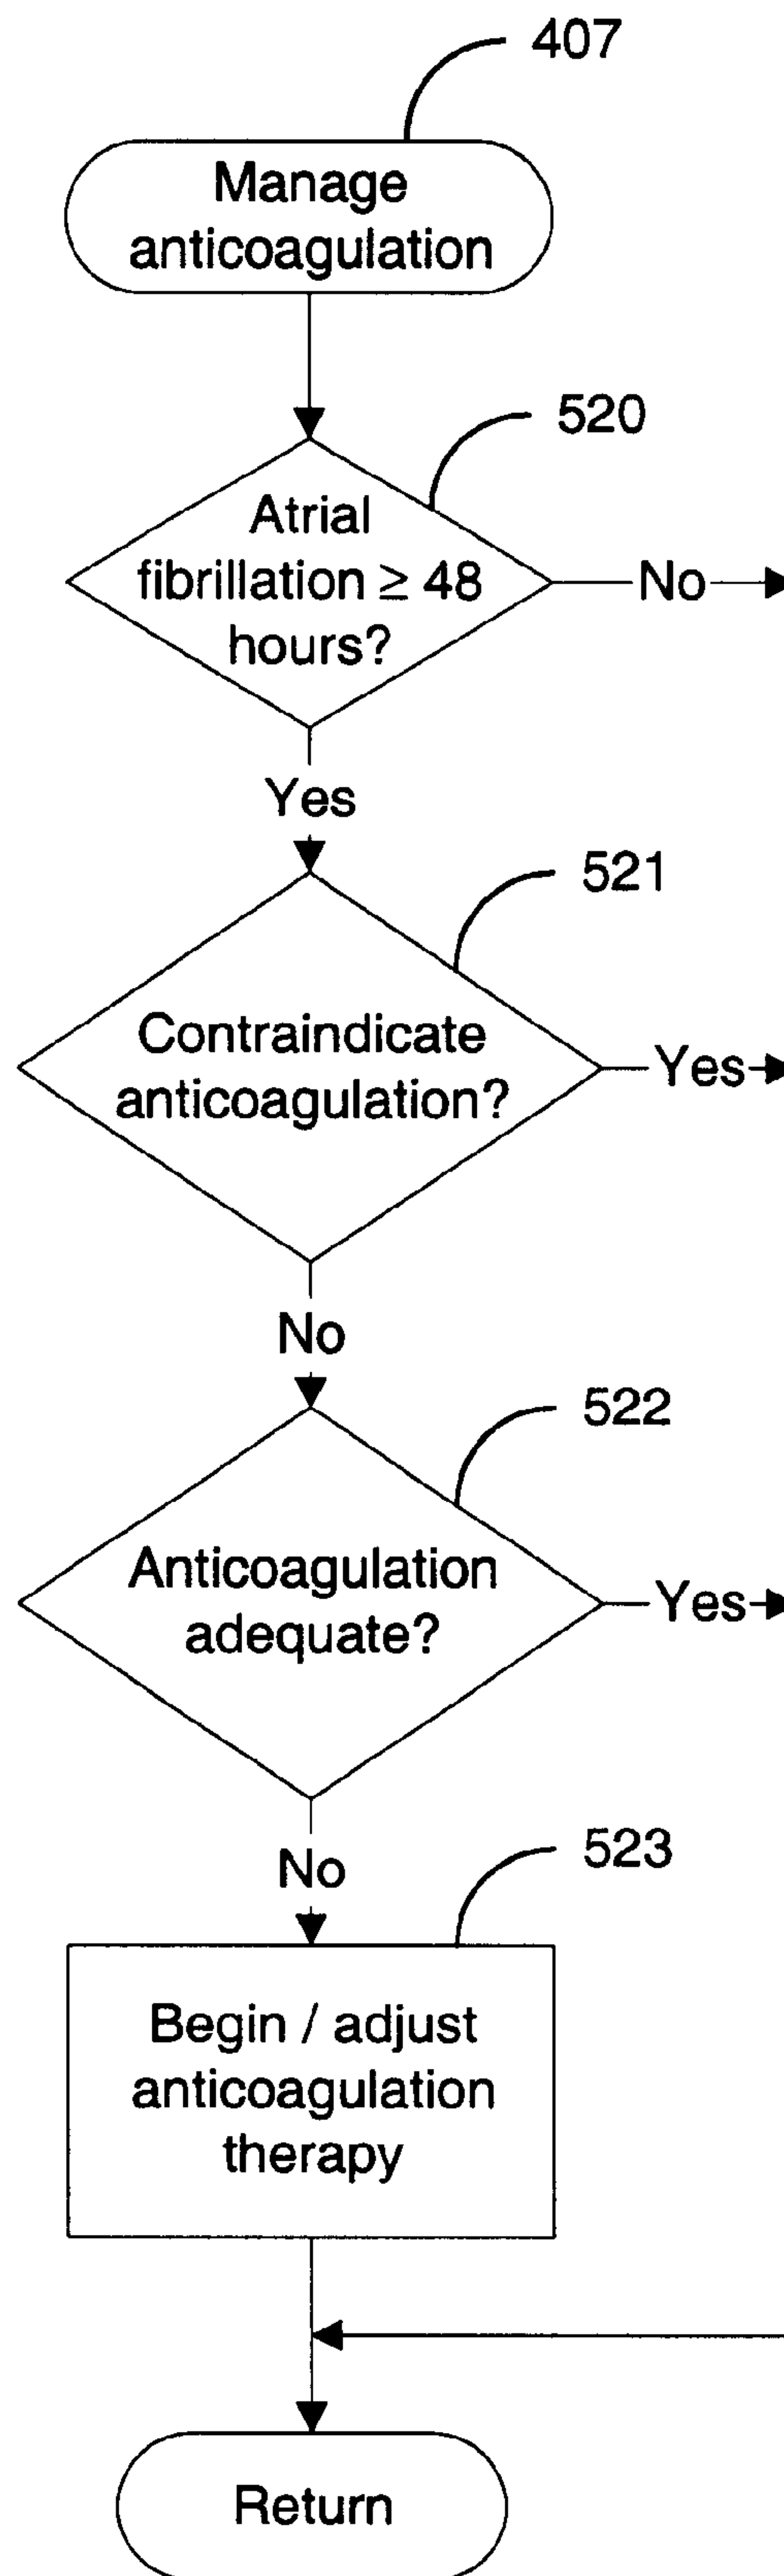 407
Manage
anticoagulation
520
Atrial
fibrillation ≥ 48
hours?
No
Yes
521
Contraindicate
anticoagulation?
Yes
No
522
Anticoagulation
adequate?
Yes
No
523
Begin / adjust
anticoagulation
therapy
Return